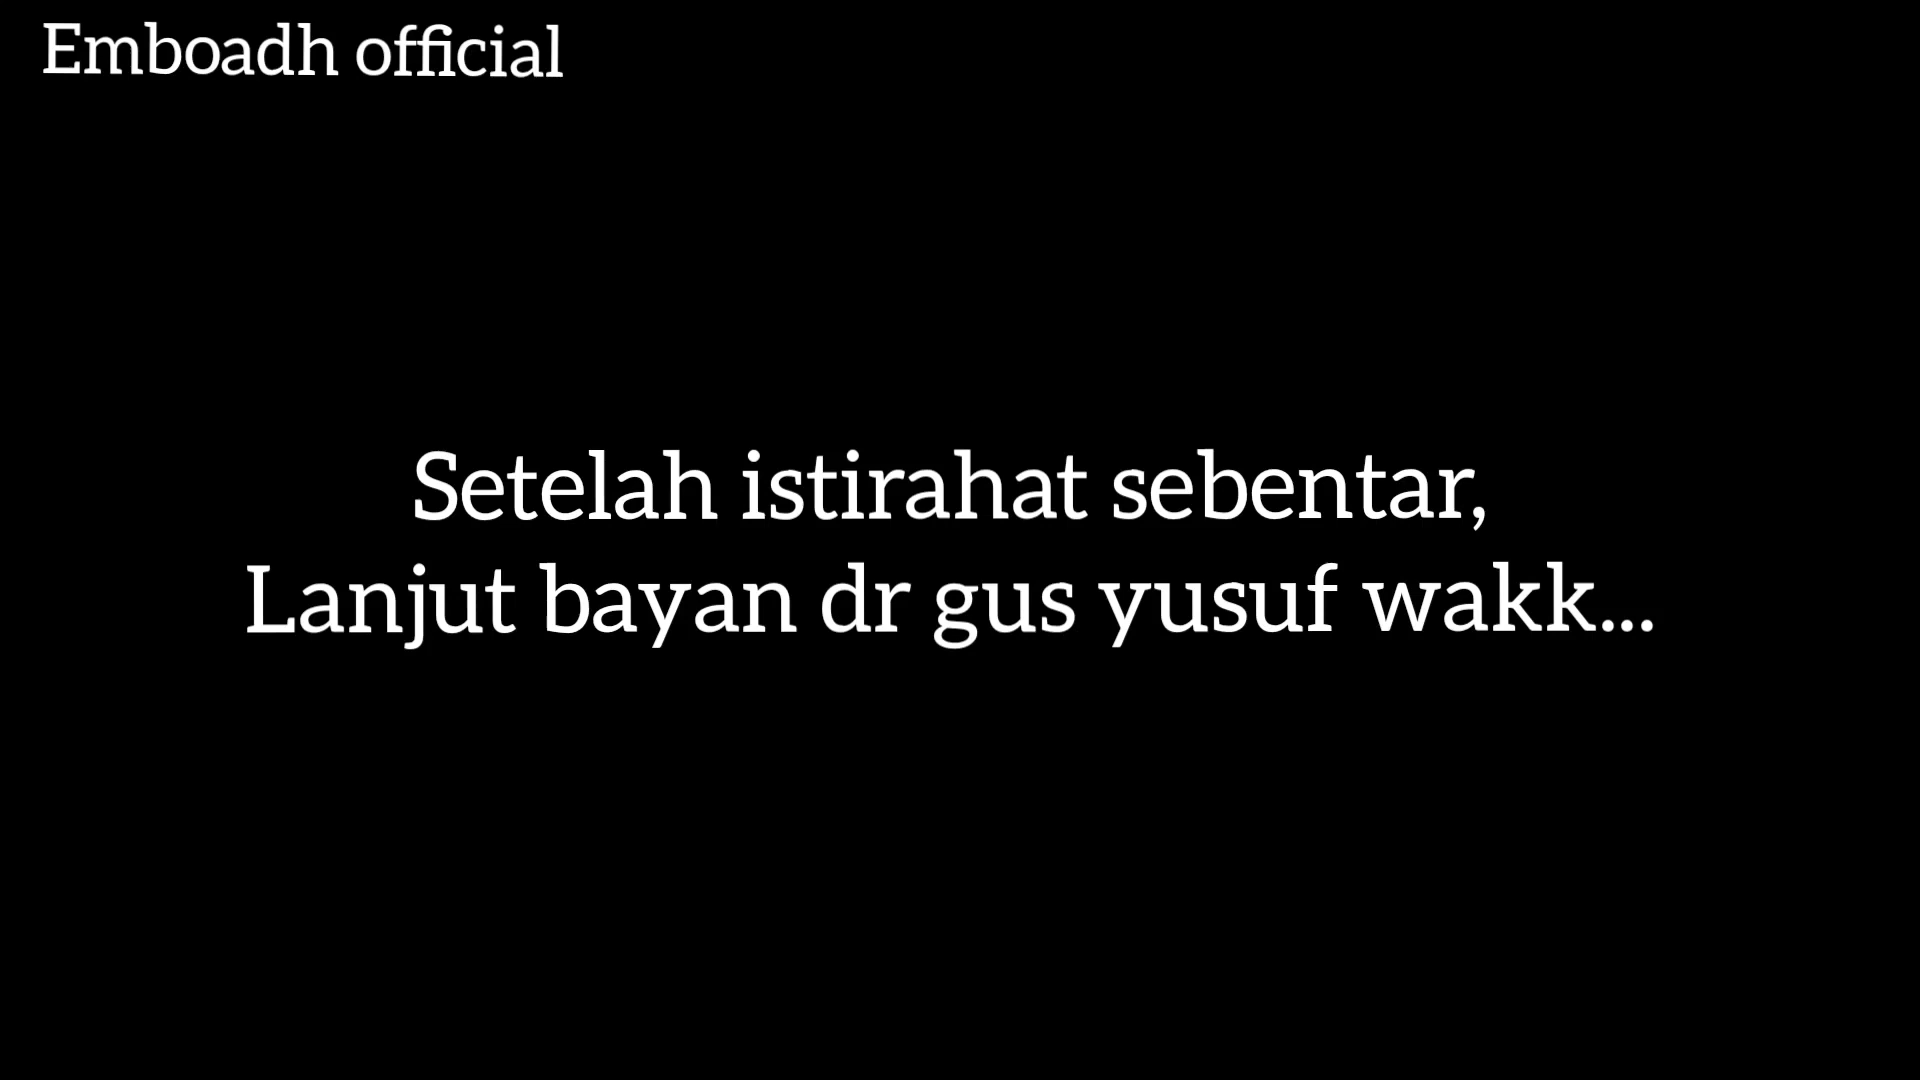 Emboadh official
Setelah istirahat sebentar,
Lanjut bayan dr gus yusuf wakk...